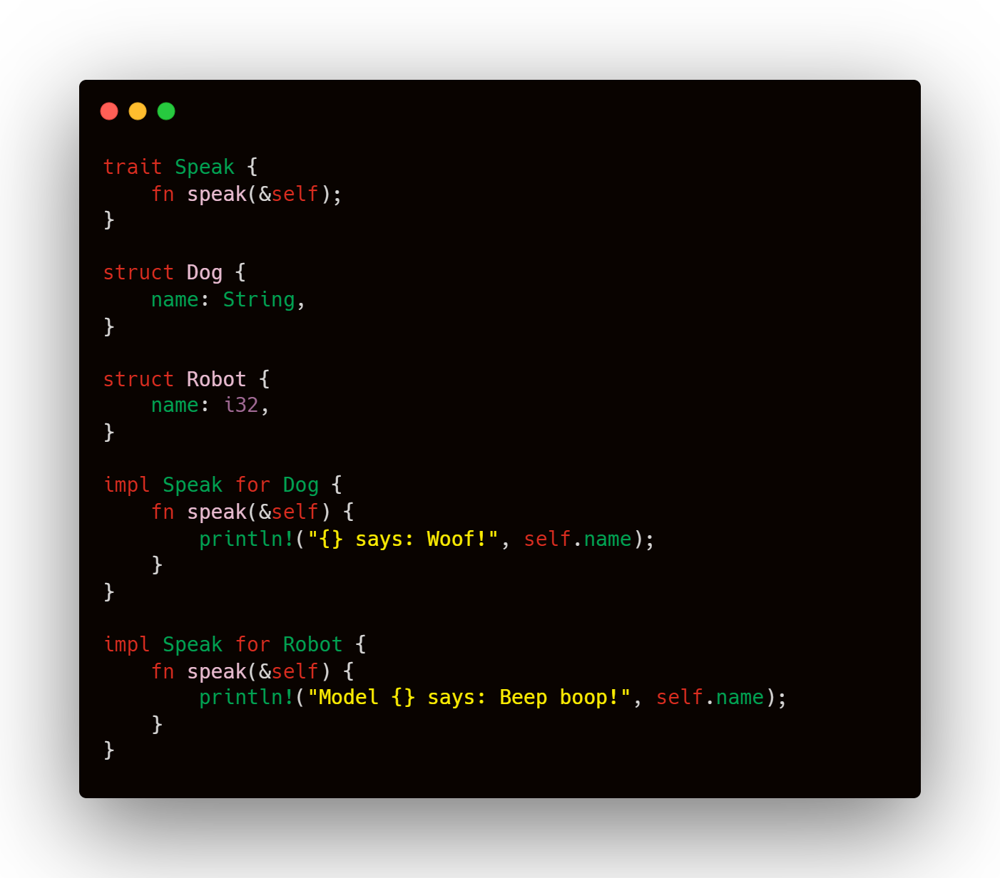 trait Speak {
    fn speak(&self);
}

struct Dog {
    name: String,
}

struct Robot {
    name: i32,
}

impl Speak for Dog {
    fn speak(&self) {
        println!("{} says: Woof!", self.name);
    }
}

impl Speak for Robot {
    fn speak(&self) {
        println!("Model {} says: Beep boop!", self.name);
    }
}